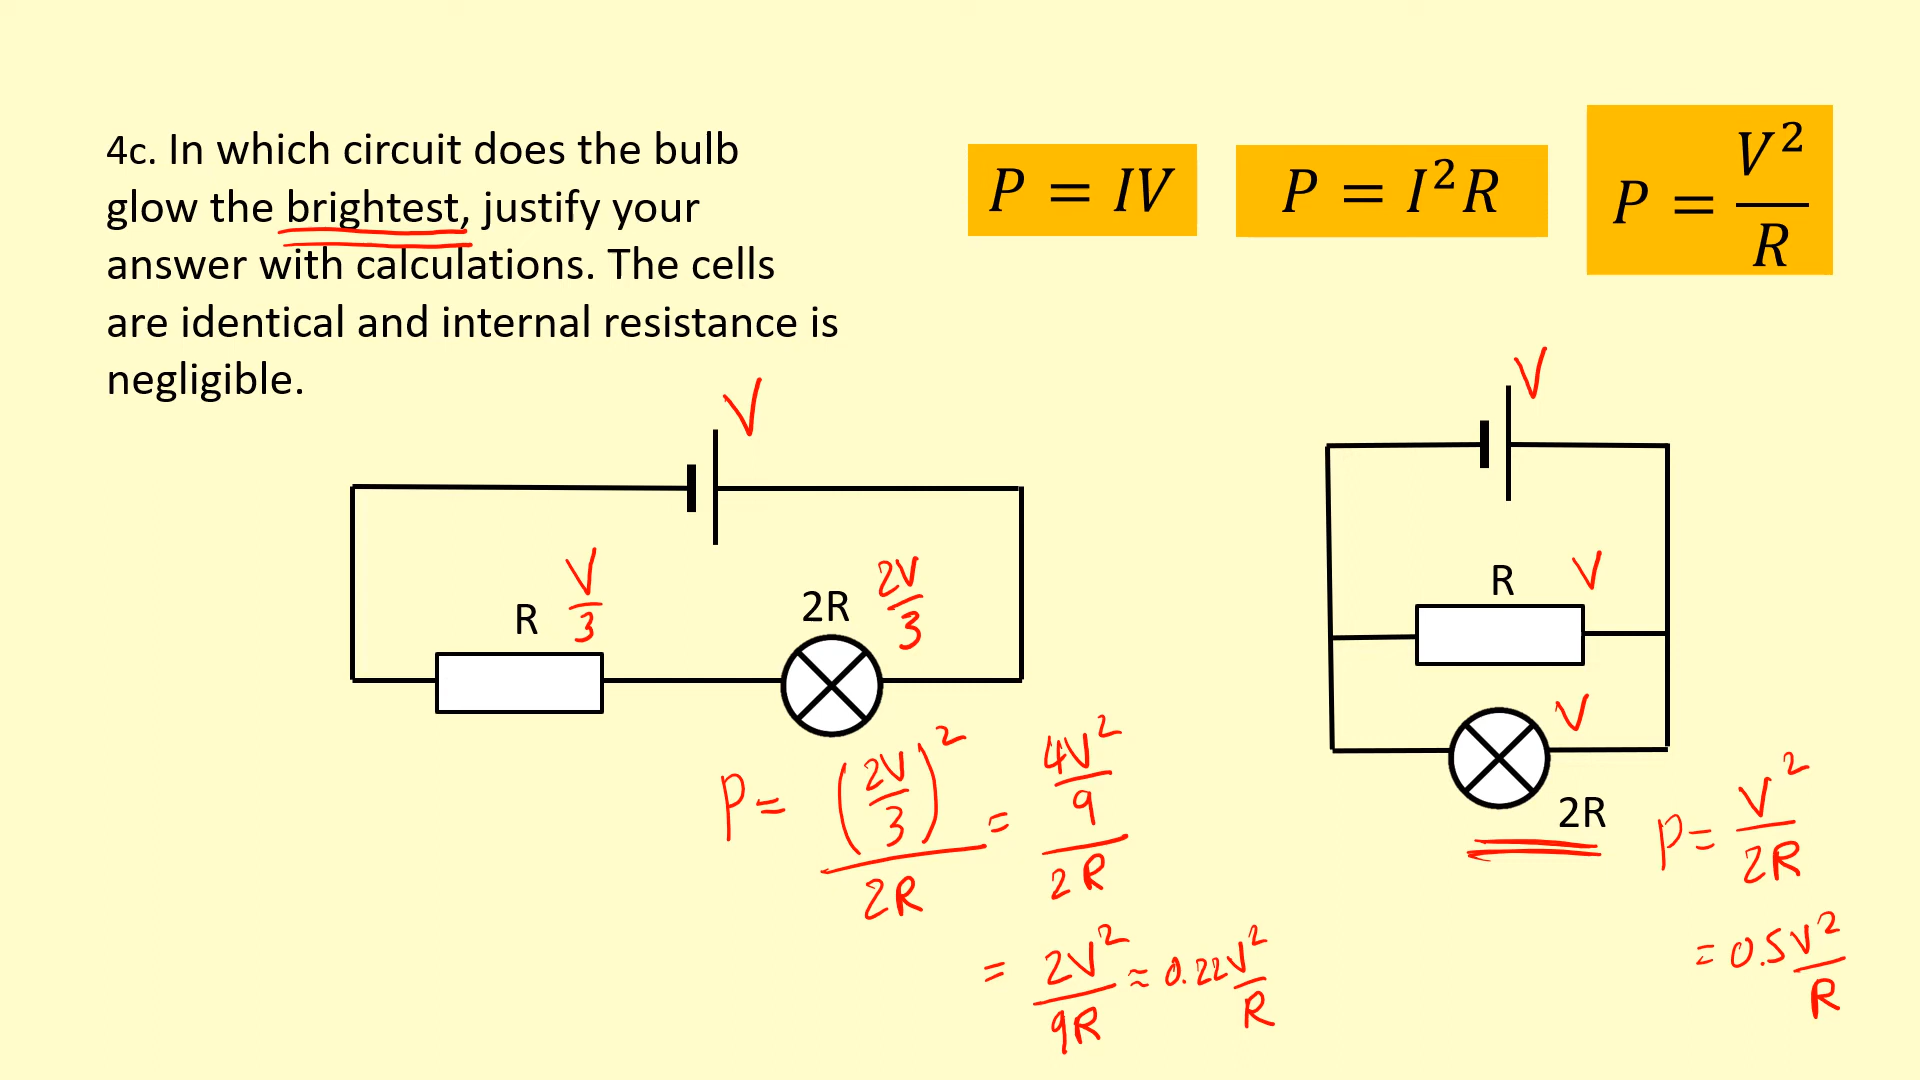 4c. In which circuit does the bulb
glow the brightest, justify your
answer with calculations. The cells
are identical and internal resistance is
negligible.
P = IV
P = I²R
P = V²/R
V
R V/3
2R 2V/3
P = (2V/3)²/2R = 4V²/9/2R
= 2V²/9R ≈ 0.22V²/R
V
R V
V
2R
P = V²/2R
= 0.5V²/R